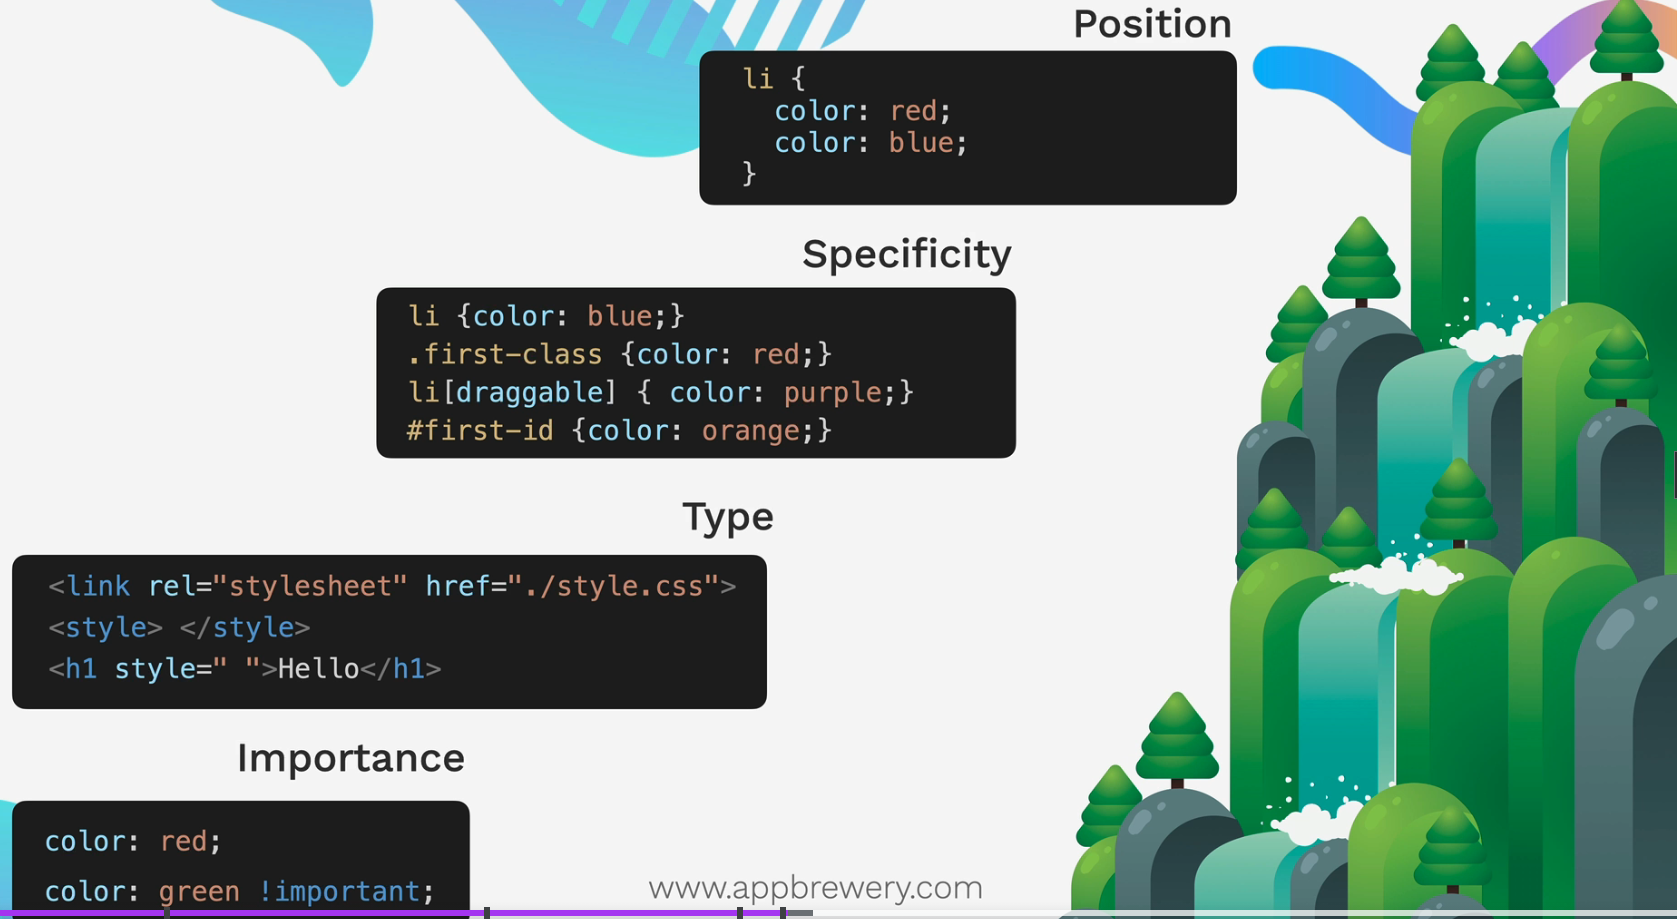 Position
li {
  color: red;
  color: blue;
}
Specificity
li {color: blue;}
.first-class {color: red;}
li[draggable] { color: purple;}
#first-id {color: orange;}
Type
<link rel="stylesheet" href="./style.css">
<style> </style>
<h1 style=" ">Hello</h1>
Importance
color: red;
color: green !important;
www.appbrewery.com